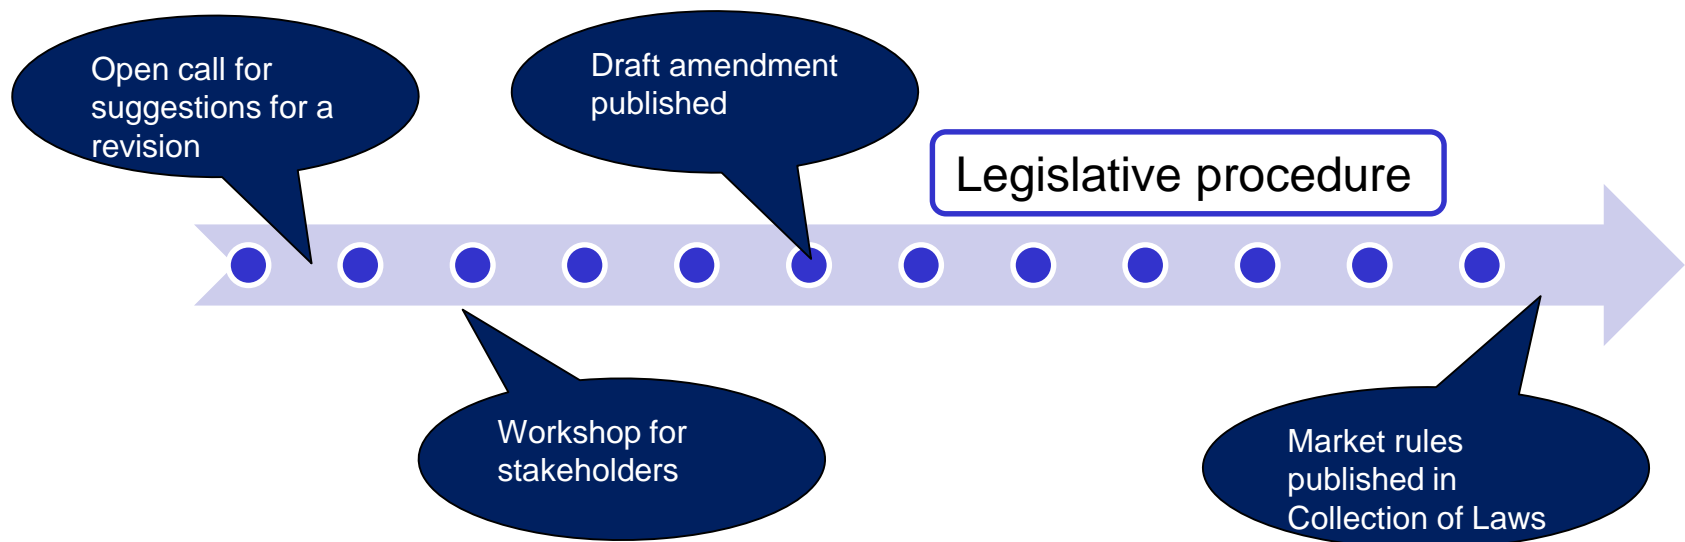 Open call for
suggestions for a
revision
Draft amendment
published
Legislative procedure
Workshop for
stakeholders
Market rules
published in
Collection of Laws